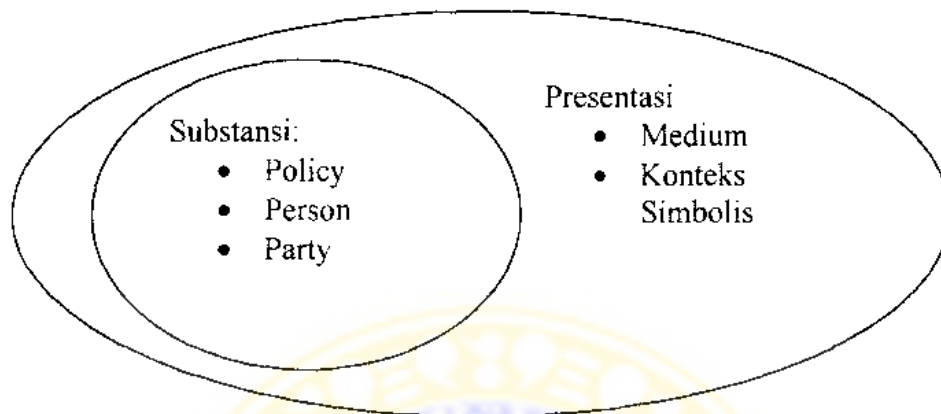 Substansi:
• Policy
• Person
• Party
Presentasi
• Medium
• Konteks
Simbolis